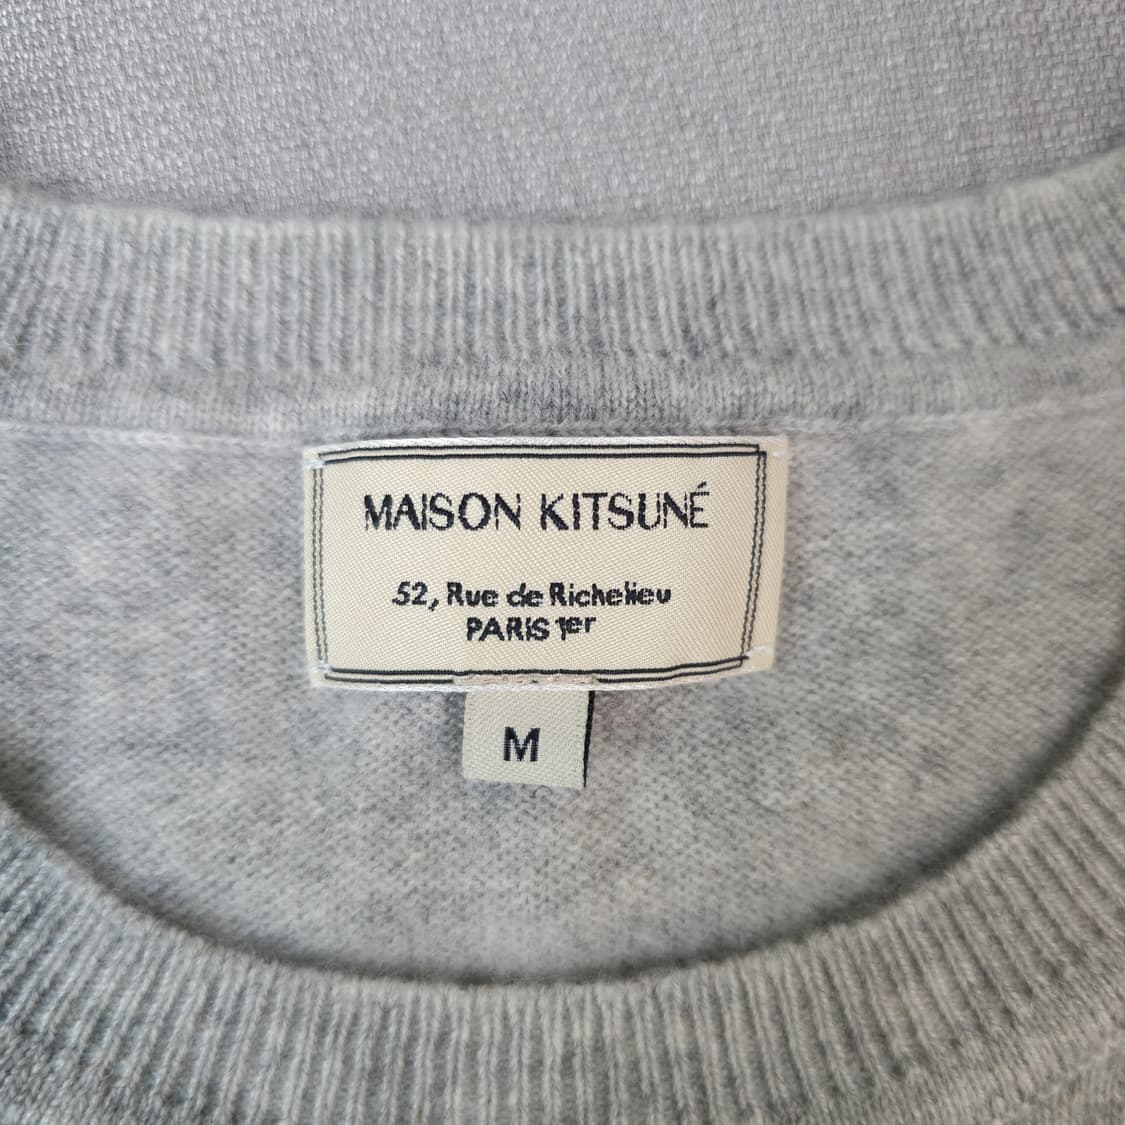 MAISON KITSUNÉ
52, Rue de Richelieu
PARIS 1er
M